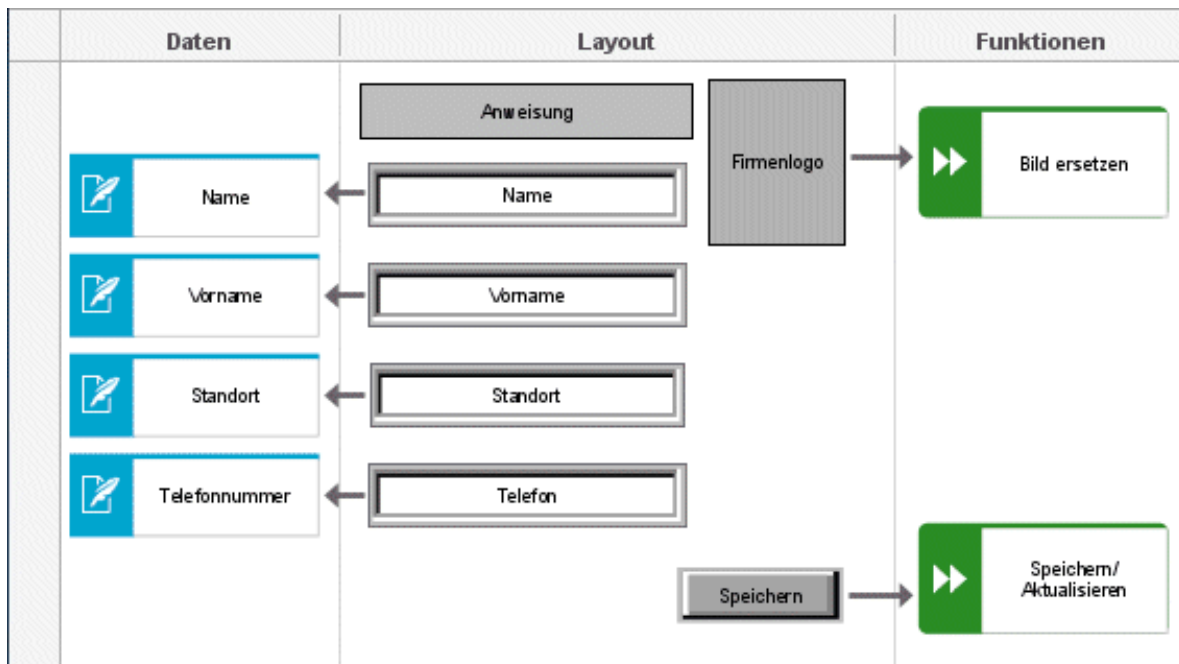 Daten
Layout
Funktionen
Anweisung
Firmenlogo
Bild ersetzen
Name
Name
Vorname
Vorname
Standort
Standort
Telefonnummer
Telefon
Speichern
Speichern/
Aktualisieren